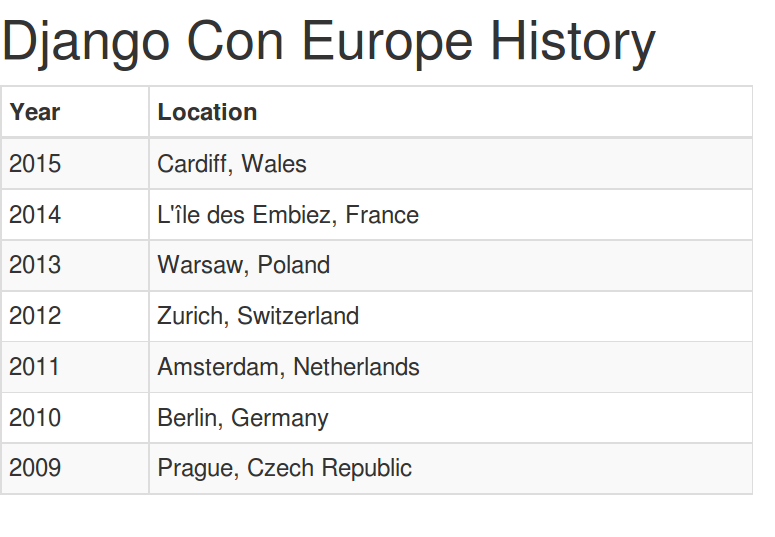 Django Con Europe History
Year Location
2015 Cardiff, Wales
2014 L'île des Embiez, France
2013 Warsaw, Poland
2012 Zurich, Switzerland
2011 Amsterdam, Netherlands
2010 Berlin, Germany
2009 Prague, Czech Republic